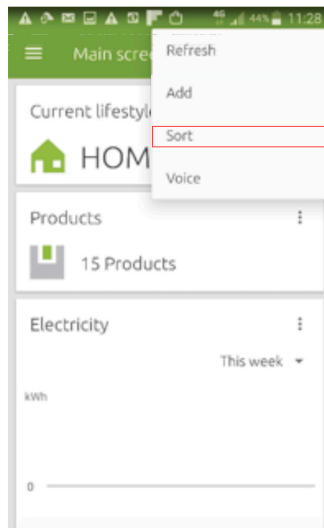 4G 44% 11:28
Main scre
Refresh
Add
Sort
Voice
Current lifestyl
HOM
Products
15 Products
Electricity
This week
kWh
0